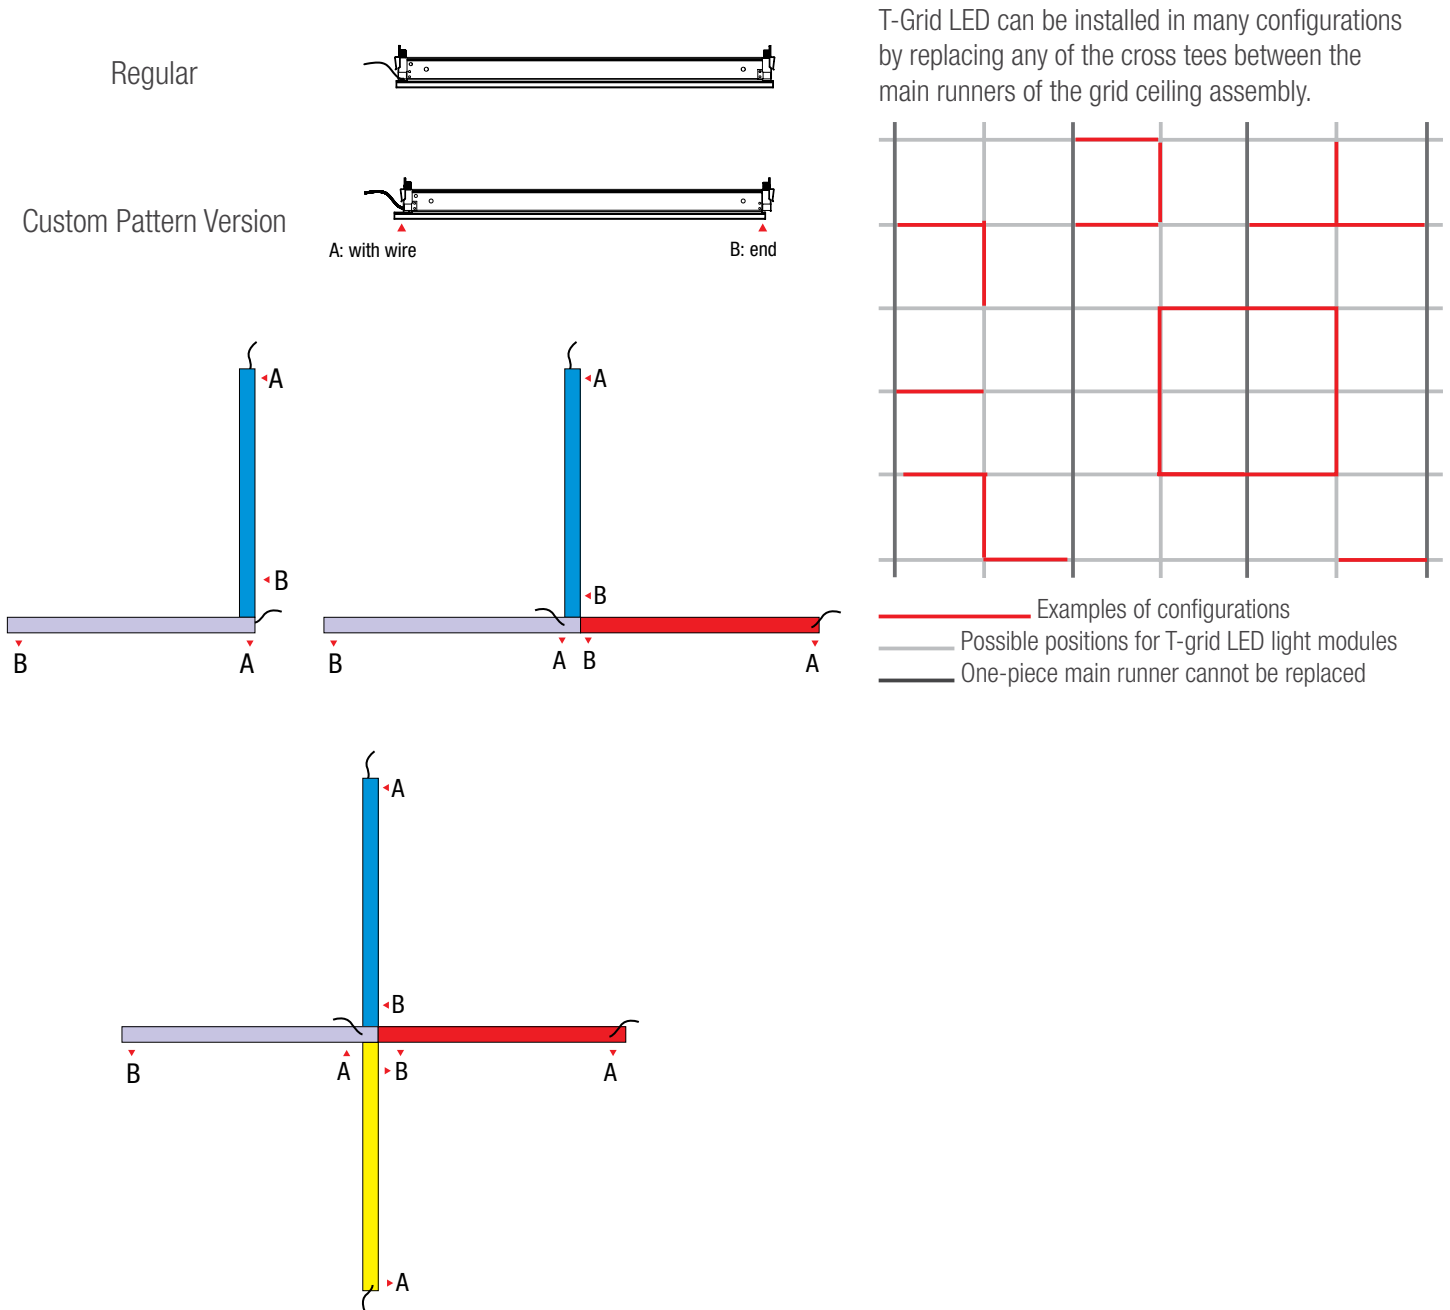 Regular
Custom Pattern Version
A: with wire
B: end
T-Grid LED can be installed in many configurations
by replacing any of the cross tees between the
main runners of the grid ceiling assembly.
Examples of configurations
Possible positions for T-grid LED light modules
One-piece main runner cannot be replaced
A
B
B
A
A
B
B
A
B
A
A
B
B
A
B
A
A